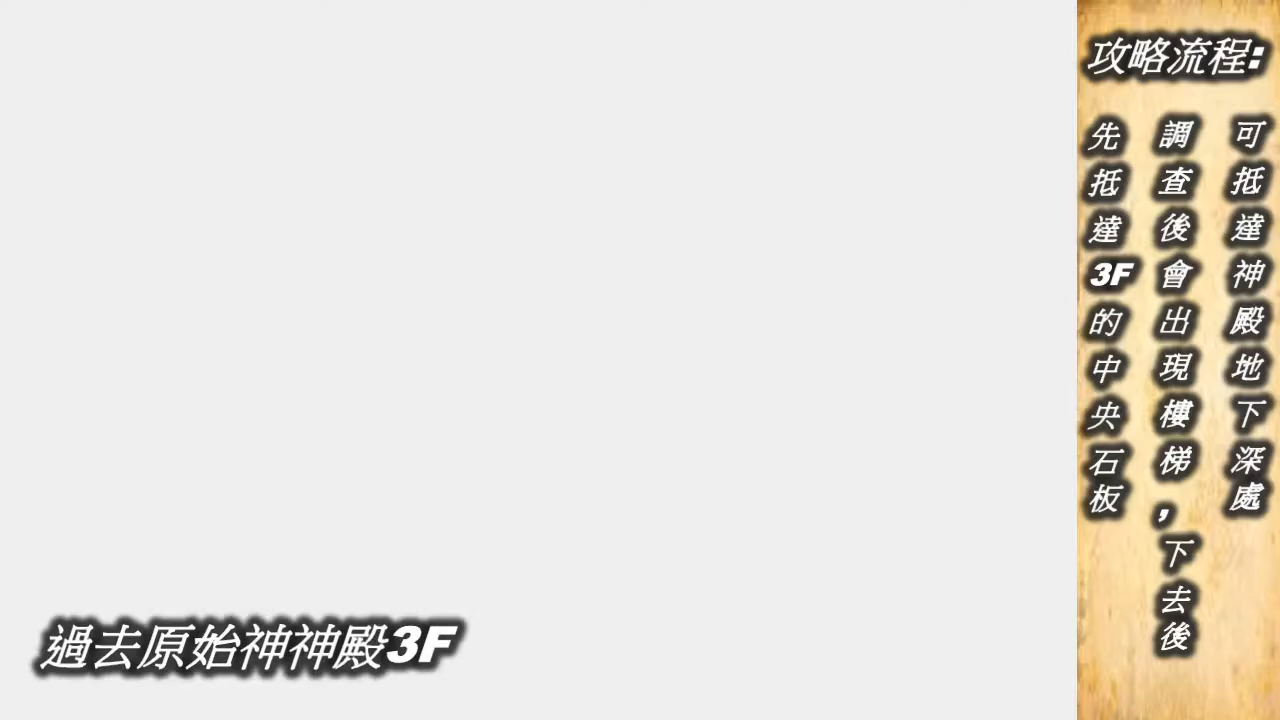 攻略流程:
先抵達3F的中央石板
調查後會出現樓梯,下去後
可抵達神殿地下深處
過去原始神神殿3F